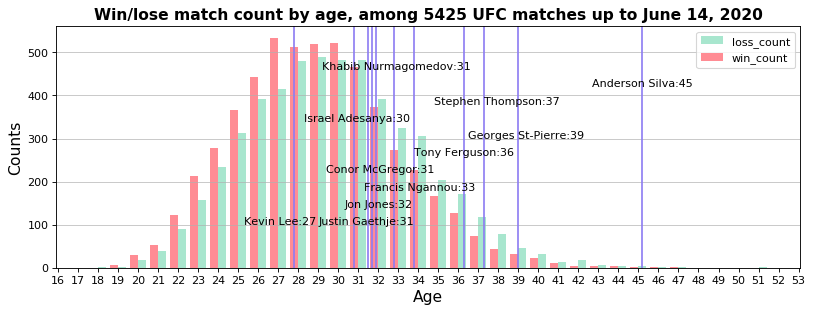 Win/lose match count by age, among 5425 UFC matches up to June 14, 2020
loss_count
win_count
Khabib Nurmagomedov:31
Anderson Silva:45
Stephen Thompson:37
Israel Adesanya:30
Georges St-Pierre:39
Tony Ferguson:36
Conor McGregor:31
Francis Ngannou:33
Jon Jones:32
Kevin Lee:27
Justin Gaethje:31
Counts
500
400
300
200
100
0
16 17 18 19 20 21 22 23 24 25 26 27 28 29 30 31 32 33 34 35 36 37 38 39 40 41 42 43 44 45 46 47 48 49 50 51 52 53
Age